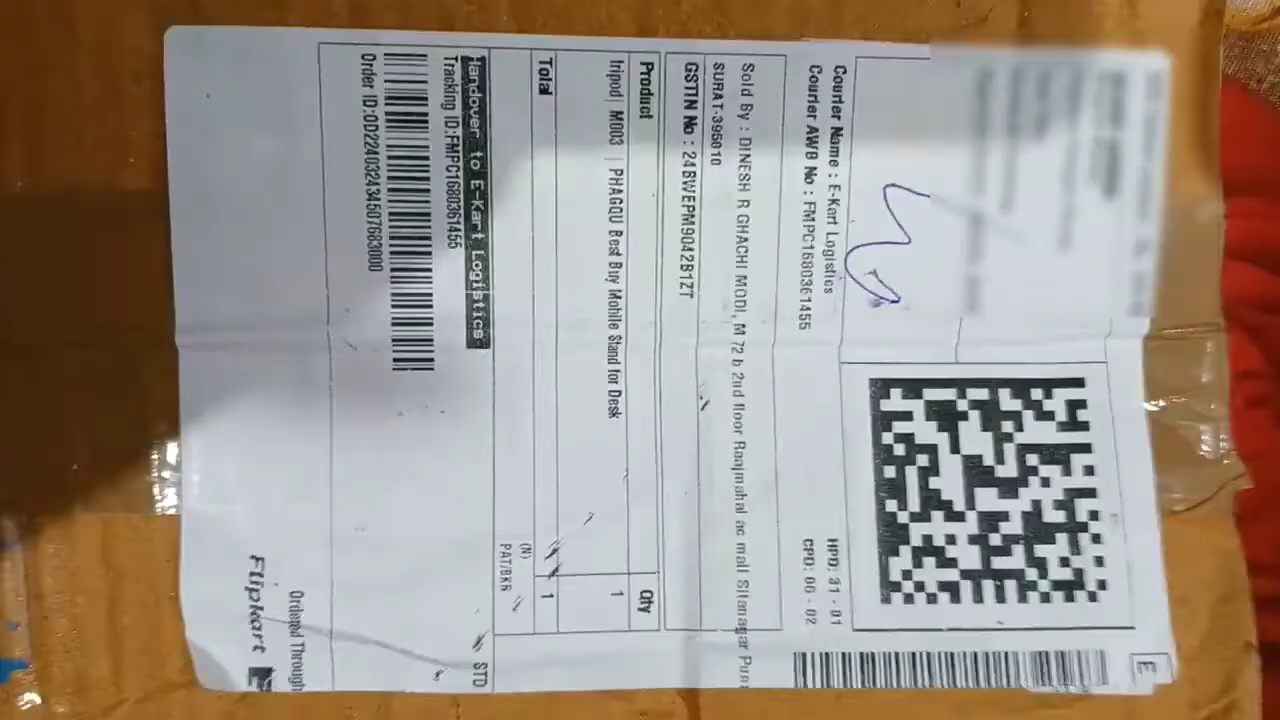 E
Courier Name : E-Kart Logistics
Courier AWB No : FMPC1680361455
HPD: 31 - 01
CPD: 06 - 02
Sold By : DINESH R GHACHI MODI, M 72 b 2nd floor Raajmahal ac mall Sitanagar
SURAT-395010
GSTIN No : 24BWEPM9042B1ZT
Product Qty
Tripod| M003 | PHAGQU Best Buy Mobile Stand for Desk 1
Total 1
(N)
PAT/BKR
Handover to E-Kart Logistics
STD
Tracking ID:FMPC1680361455
Order ID:OD224032434507683000
Ordered Through
Flipkart